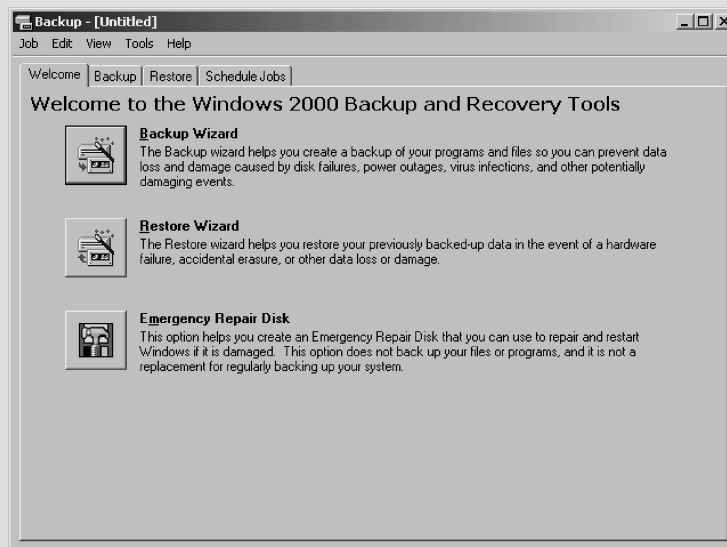 Backup - [Untitled]
Job Edit View Tools Help
Welcome Backup Restore Schedule Jobs
Welcome to the Windows 2000 Backup and Recovery Tools
Backup Wizard
The Backup wizard helps you create a backup of your programs and files so you can prevent data
loss and damage caused by disk failures, power outages, virus infections, and other potentially
damaging events.
Restore Wizard
The Restore wizard helps you restore your previously backed-up data in the event of a hardware
failure, accidental erasure, or other data loss or damage.
Emergency Repair Disk
This option helps you create an Emergency Repair Disk that you can use to repair and restart
Windows if it is damaged. This option does not back up your files or programs, and it is not a
replacement for regularly backing up your system.